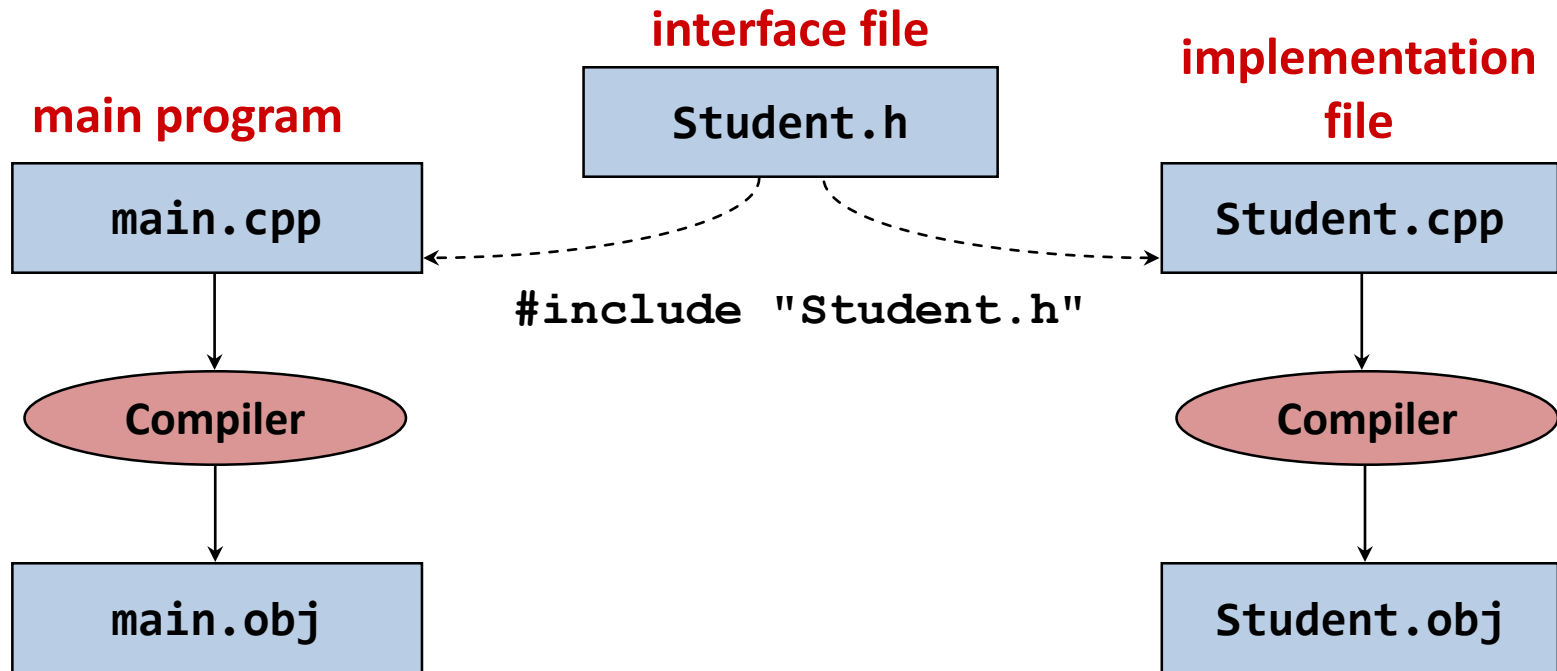 interface file
Student.h
main program
main.cpp
implementation
file
Student.cpp
#include "Student.h"
Compiler
Compiler
main.obj
Student.obj